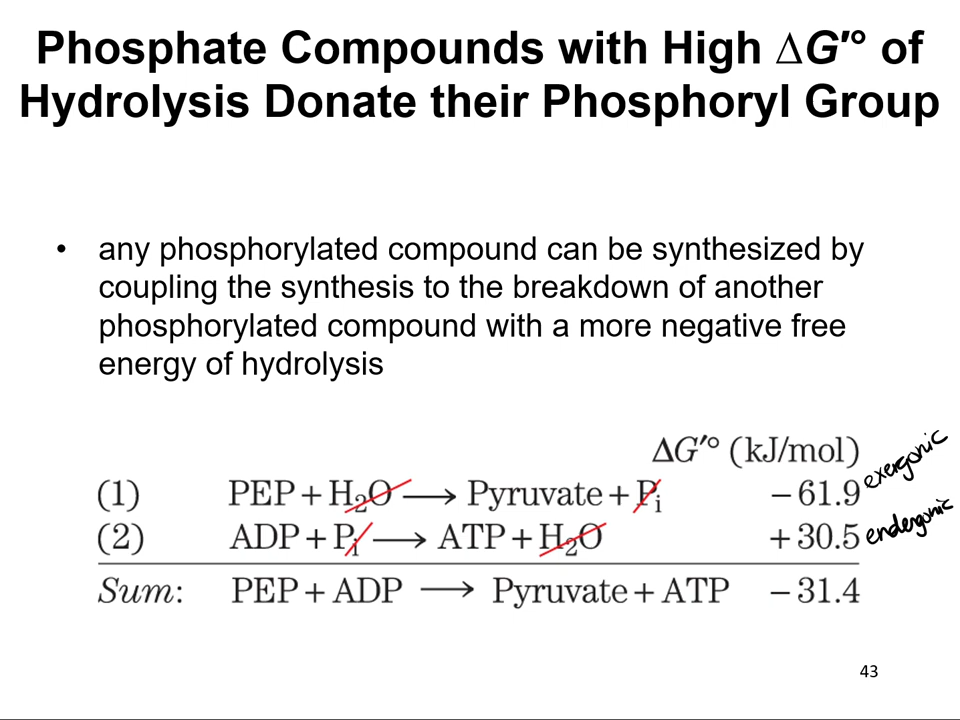 Phosphate Compounds with High ΔG′° of
Hydrolysis Donate their Phosphoryl Group
• any phosphorylated compound can be synthesized by
coupling the synthesis to the breakdown of another
phosphorylated compound with a more negative free
energy of hydrolysis
ΔG′° (kJ/mol)
(1) PEP + H₂O ⟶ Pyruvate + Pᵢ − 61.9 exergonic
(2) ADP + Pᵢ ⟶ ATP + H₂O + 30.5 endergonic
Sum: PEP + ADP ⟶ Pyruvate + ATP − 31.4
43